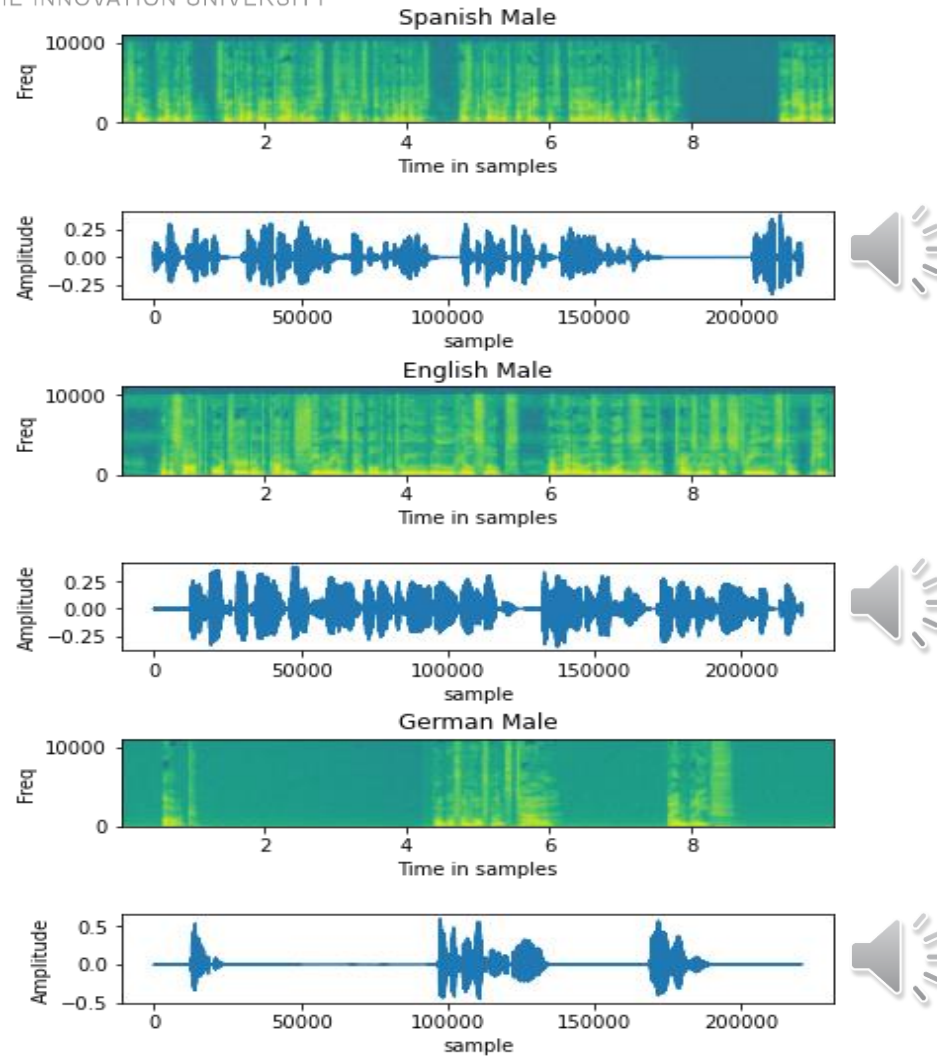 THE INNOVATION UNIVERSITY
Spanish Male
10000
Freq
0
2 4 6 8
Time in samples
0.25
Amplitude
0.00
−0.25
0 50000 100000 150000 200000
sample
English Male
10000
Freq
0
2 4 6 8
Time in samples
0.25
Amplitude
0.00
−0.25
0 50000 100000 150000 200000
sample
German Male
10000
Freq
0
2 4 6 8
Time in samples
0.5
Amplitude
0.0
−0.5
0 50000 100000 150000 200000
sample